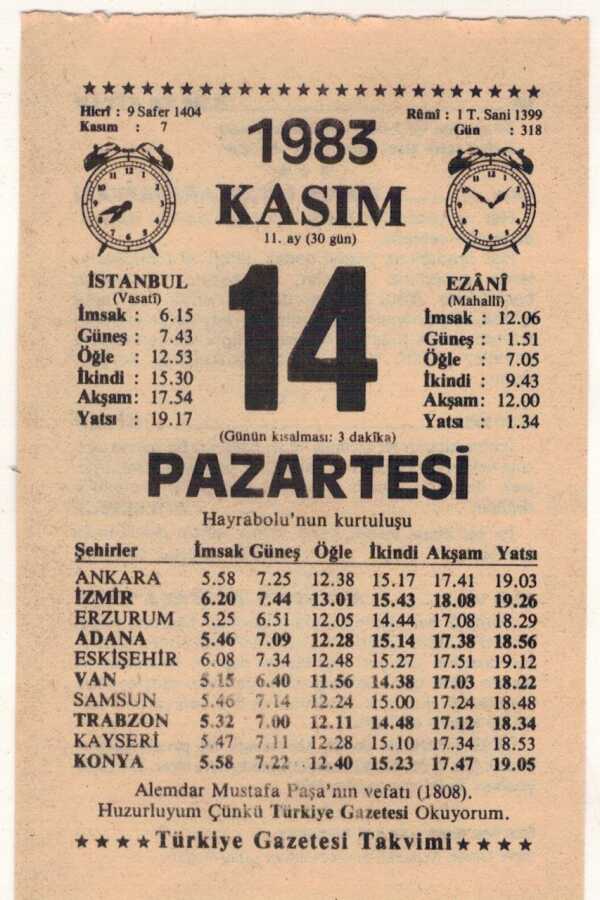 ★ ★ ★ ★ ★ ★ ★ ★ ★ ★ ★ ★ ★ ★ ★ ★ ★ ★ ★ ★ ★ ★ ★ ★
Hicrî : 9 Safer 1404
Kasım : 7
1983
Rûmî : 1 T. Sani 1399
Gün : 318
KASIM
11. ay (30 gün)
14
İSTANBUL
(Vasatî)
İmsak : 6.15
Güneş : 7.43
Öğle : 12.53
İkindi : 15.30
Akşam: 17.54
Yatsı : 19.17
EZÂNÎ
(Mahallî)
İmsak : 12.06
Güneş : 1.51
Öğle : 7.05
İkindi : 9.43
Akşam: 12.00
Yatsı : 1.34
(Günün kısalması: 3 dakîka)
PAZARTESİ
Hayrabolu'nun kurtuluşu
Şehirler İmsak Güneş Öğle İkindi Akşam Yatsı
ANKARA 5.58 7.25 12.38 15.17 17.41 19.03
İZMİR 6.20 7.44 13.01 15.43 18.08 19.26
ERZURUM 5.25 6.51 12.05 14.44 17.08 18.29
ADANA 5.46 7.09 12.28 15.14 17.38 18.56
ESKİŞEHİR 6.08 7.34 12.48 15.27 17.51 19.12
VAN 5.15 6.40 11.56 14.38 17.03 18.22
SAMSUN 5.46 7.14 12.24 15.00 17.24 18.48
TRABZON 5.32 7.00 12.11 14.48 17.12 18.34
KAYSERİ 5.47 7.11 12.28 15.10 17.34 18.53
KONYA 5.58 7.22 12.40 15.23 17.47 19.05
Alemdar Mustafa Paşa'nın vefatı (1808).
Huzurluyum Çünkü Türkiye Gazetesi Okuyorum.
★ ★ ★ ★ Türkiye Gazetesi Takvimi ★ ★ ★ ★